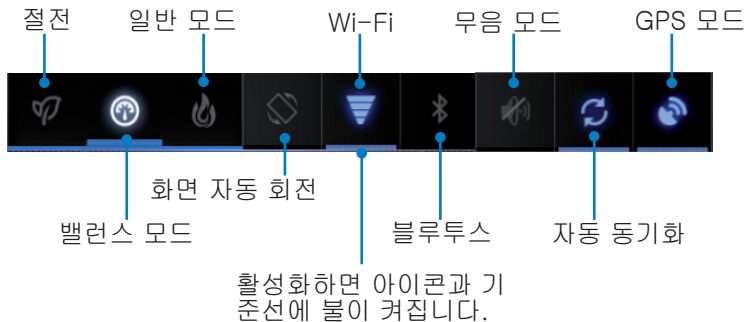 절전
일반 모드
Wi-Fi
무음 모드
GPS 모드
화면 자동 회전
밸런스 모드
블루투스
자동 동기화
활성화하면 아이콘과 기
준선에 불이 켜집니다.